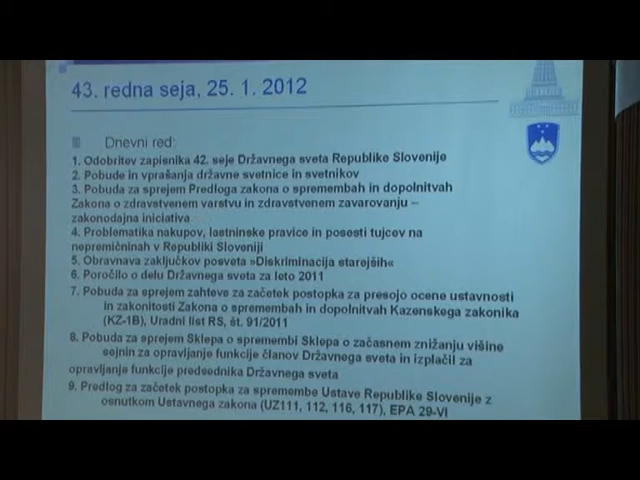 43. redna seja, 25. 1. 2012
Dnevni red:
1. Odobritev zapisnika 42. seje Državnega sveta Republike Slovenije
2. Pobude in vprašanja državne svetnice in svetnikov
3. Pobuda za sprejem Predloga zakona o spremembah in dopolnitvah
Zakona o zdravstvenem varstvu in zdravstvenem zavarovanju –
zakonodajna iniciativa
4. Problematika nakupov, lastninske pravice in posesti tujcev na
nepremičninah v Republiki Sloveniji
5. Obravnava zaključkov posveta »Diskriminacija starejših«
6. Poročilo o delu Državnega sveta za leto 2011
7. Pobuda za sprejem zahteve za začetek postopka za presojo ocene ustavnosti
in zakonitosti Zakona o spremembah in dopolnitvah Kazenskega zakonika
(KZ-1B), Uradni list RS, št. 91/2011
8. Pobuda za sprejem Sklepa o spremembi Sklepa o začasnem znižanju višine
sejnin za opravljanje funkcije članov Državnega sveta in izplačil za
opravljanje funkcije predsednika Državnega sveta
9. Predlog za začetek postopka za spremembe Ustave Republike Slovenije z
osnutkom Ustavnega zakona (UZ111, 112, 116, 117), EPA 29-VI